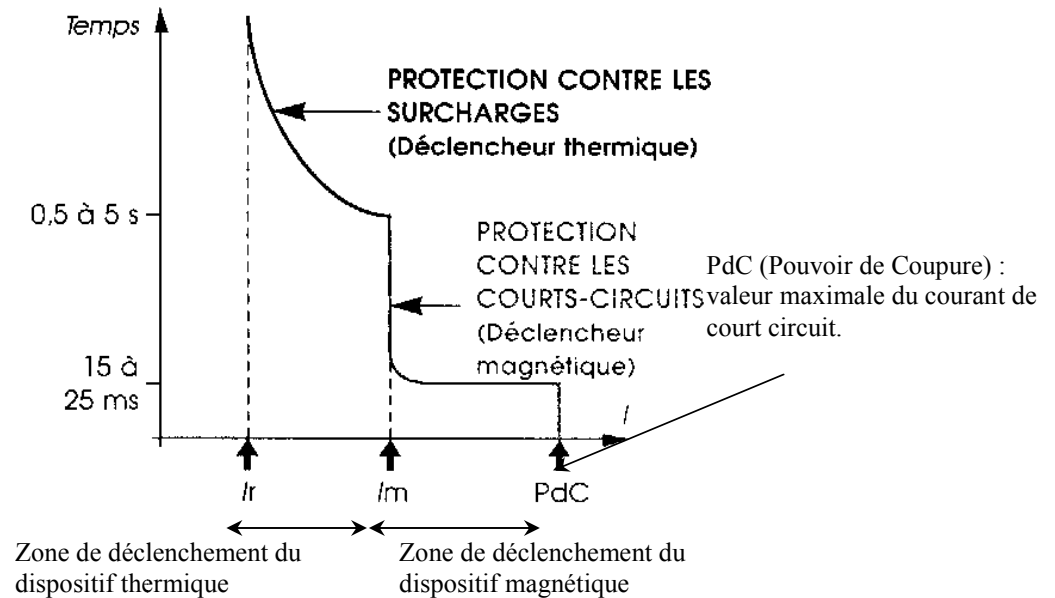 Temps
PROTECTION CONTRE LES
SURCHARGES
(Déclencheur thermique)
0,5 à 5 s
PROTECTION
CONTRE LES
COURTS-CIRCUITS
(Déclencheur
magnétique)
PdC (Pouvoir de Coupure) :
valeur maximale du courant de
court circuit.
15 à
25 ms
I
Ir
Im
PdC
Zone de déclenchement du
dispositif thermique
Zone de déclenchement du
dispositif magnétique